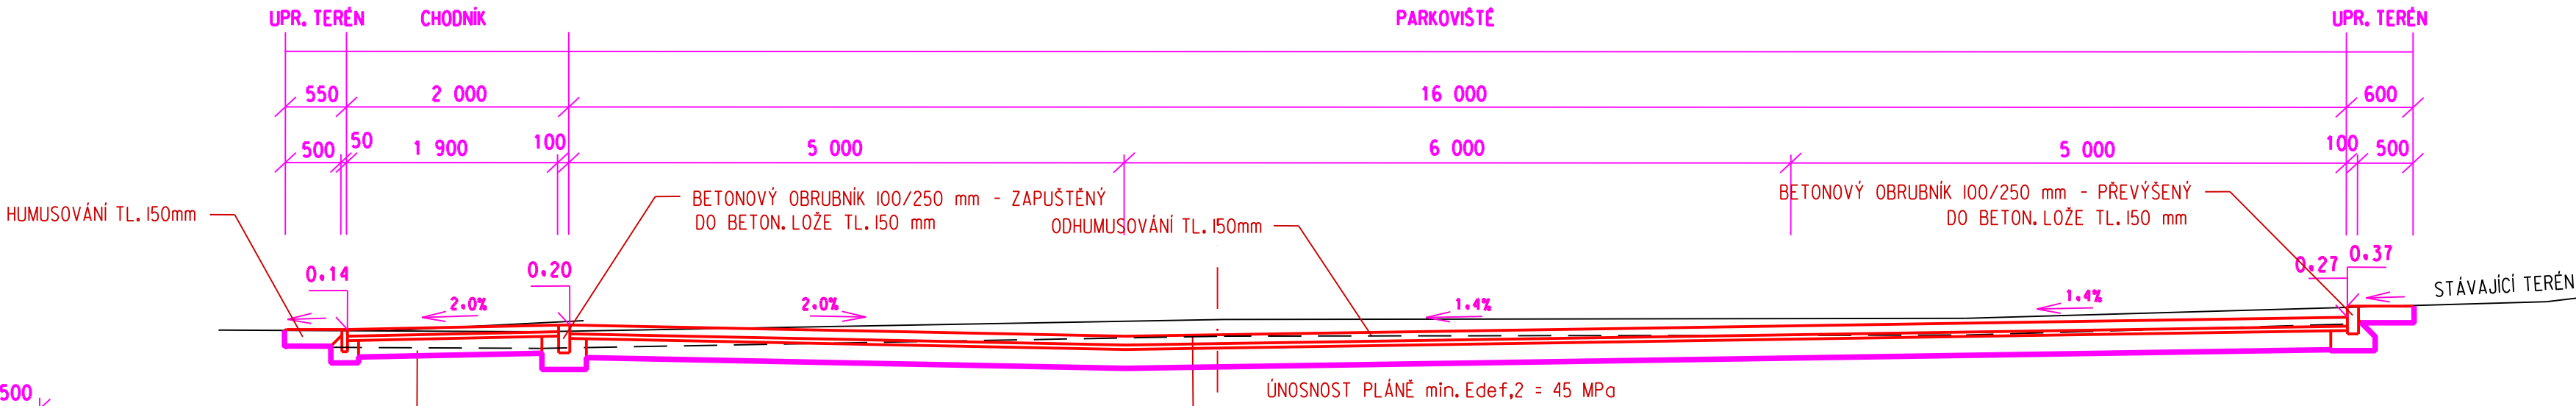 UPR. TERÉN CHODNÍK PARKOVIŠTĚ UPR. TERÉN
550 2 000 16 000 600
500 50 1 900 100 5 000 6 000 5 000 100 500
HUMUSOVÁNÍ TL. 150mm
BETONOVÝ OBRUBNÍK 100/250 mm - ZAPUŠTĚNÝ
DO BETON. LOŽE TL. 150 mm
ODHUMUSOVÁNÍ TL. 150mm
BETONOVÝ OBRUBNÍK 100/250 mm - PŘEVÝŠENÝ
DO BETON. LOŽE TL. 150 mm
0.14 0.20 0.27 0.37
STÁVAJÍCÍ TERÉN
2.0% 2.0% 1.4% 1.4%
ÚNOSNOST PLÁNĚ min. Edef,2 = 45 MPa
500